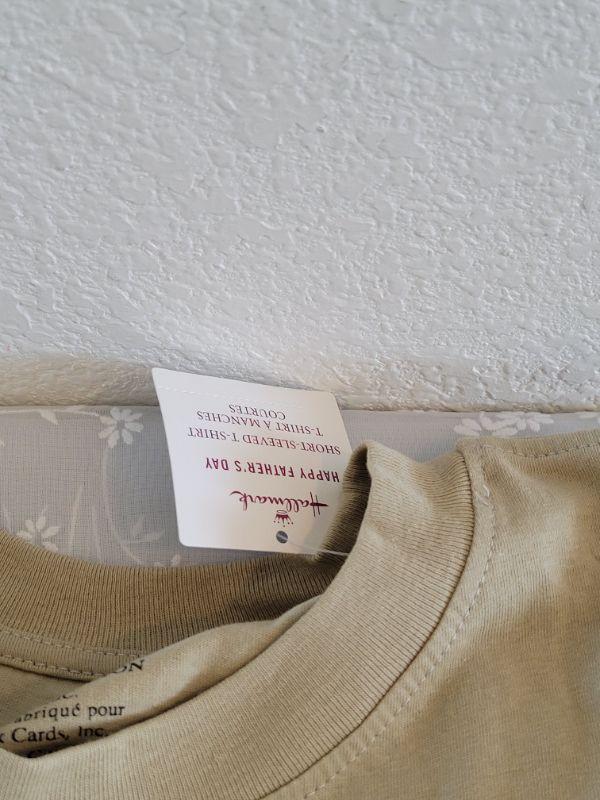 Hallmark
HAPPY FATHER'S DAY
SHORT-SLEEVED T-SHIRT
T-SHIRT À MANCHES
COURTES
pour
Cards, Inc.